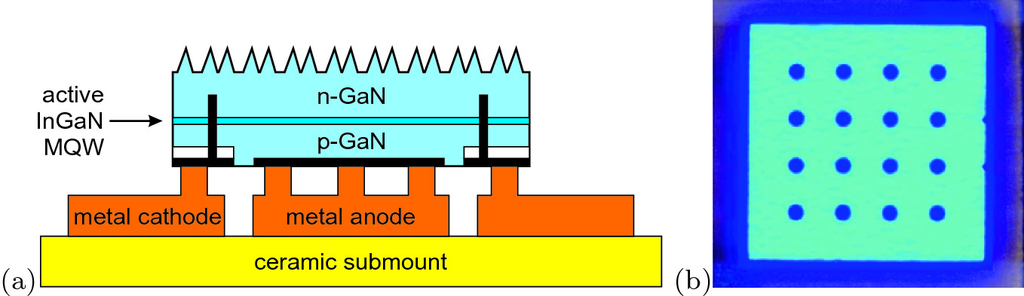 active
InGaN
MQW
n-GaN
p-GaN
metal cathode
metal anode
ceramic submount
(a)
(b)